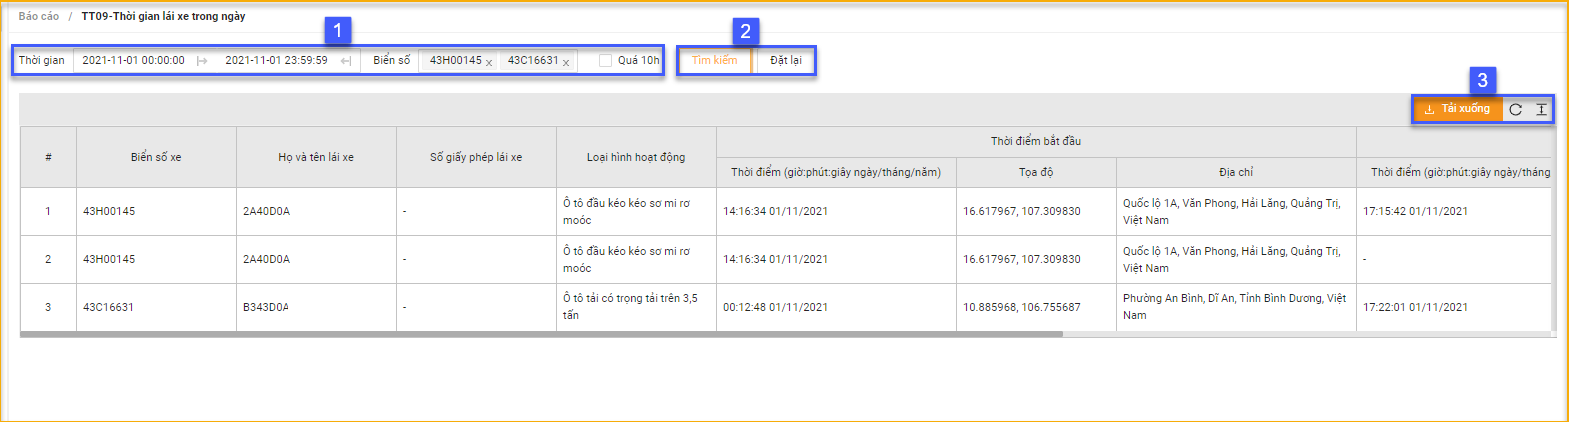 Báo cáo / TT09-Thời gian lái xe trong ngày
1
2
Thời gian 2021-11-01 00:00:00 2021-11-01 23:59:59 Biển số 43H00145 x 43C16631 x Quá 10h Tìm kiếm Đặt lại
3
Tải xuống
# Biển số xe Họ và tên lái xe Số giấy phép lái xe Loại hình hoạt động Thời điểm bắt đầu
Thời điểm (giờ:phút:giây ngày/tháng/năm) Tọa độ Địa chỉ Thời điểm (giờ:phút:giây ngày/tháng
1 43H00145 2A40D0A - Ô tô đầu kéo kéo sơ mi rơ moóc 14:16:34 01/11/2021 16.617967, 107.309830 Quốc lộ 1A, Văn Phong, Hải Lăng, Quảng Trị, Việt Nam 17:15:42 01/11/2021
2 43H00145 2A40D0A - Ô tô đầu kéo kéo sơ mi rơ moóc 14:16:34 01/11/2021 16.617967, 107.309830 Quốc lộ 1A, Văn Phong, Hải Lăng, Quảng Trị, Việt Nam -
3 43C16631 B343D0A - Ô tô tải có trọng tải trên 3,5 tấn 00:12:48 01/11/2021 10.885968, 106.755687 Phường An Bình, Dĩ An, Tỉnh Bình Dương, Việt Nam 17:22:01 01/11/2021